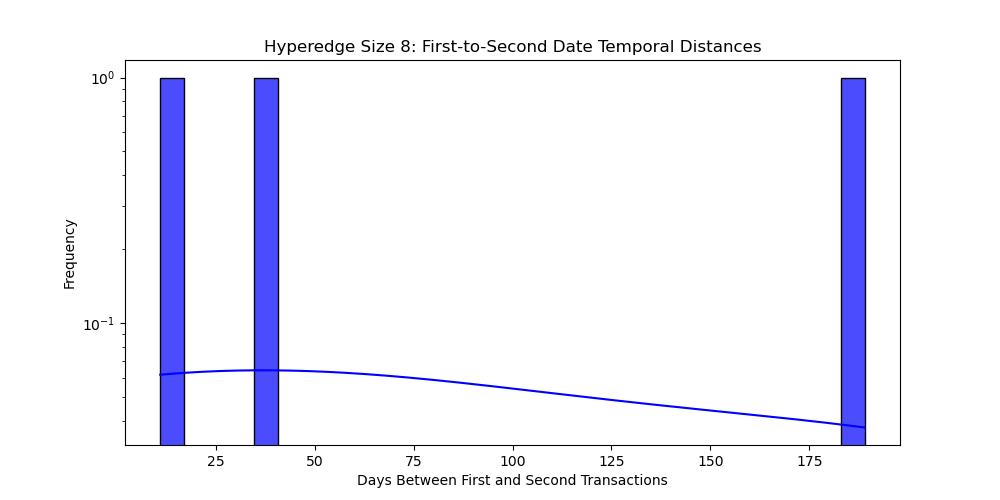 Hyperedge Size 8: First-to-Second Date Temporal Distances
10⁰
10⁻¹
Frequency
25 50 75 100 125 150 175
Days Between First and Second Transactions